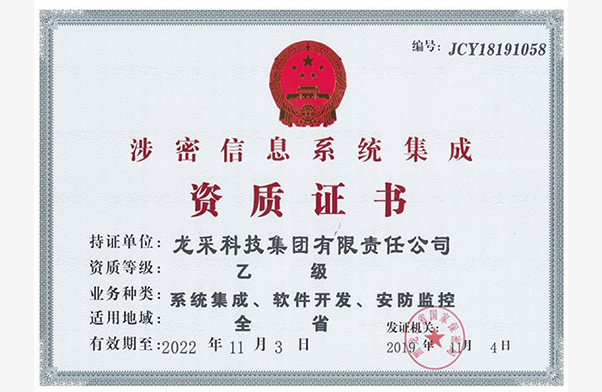 编号：JCY18191058
涉密信息系统集成
资质证书
持证单位：龙采科技集团有限责任公司
资质等级：乙 级
业务种类：系统集成、软件开发、安防监控
适用地域：全 省
发证机关：
有效期至：2022 年 11 月 3 日
2019 年 11月 4日